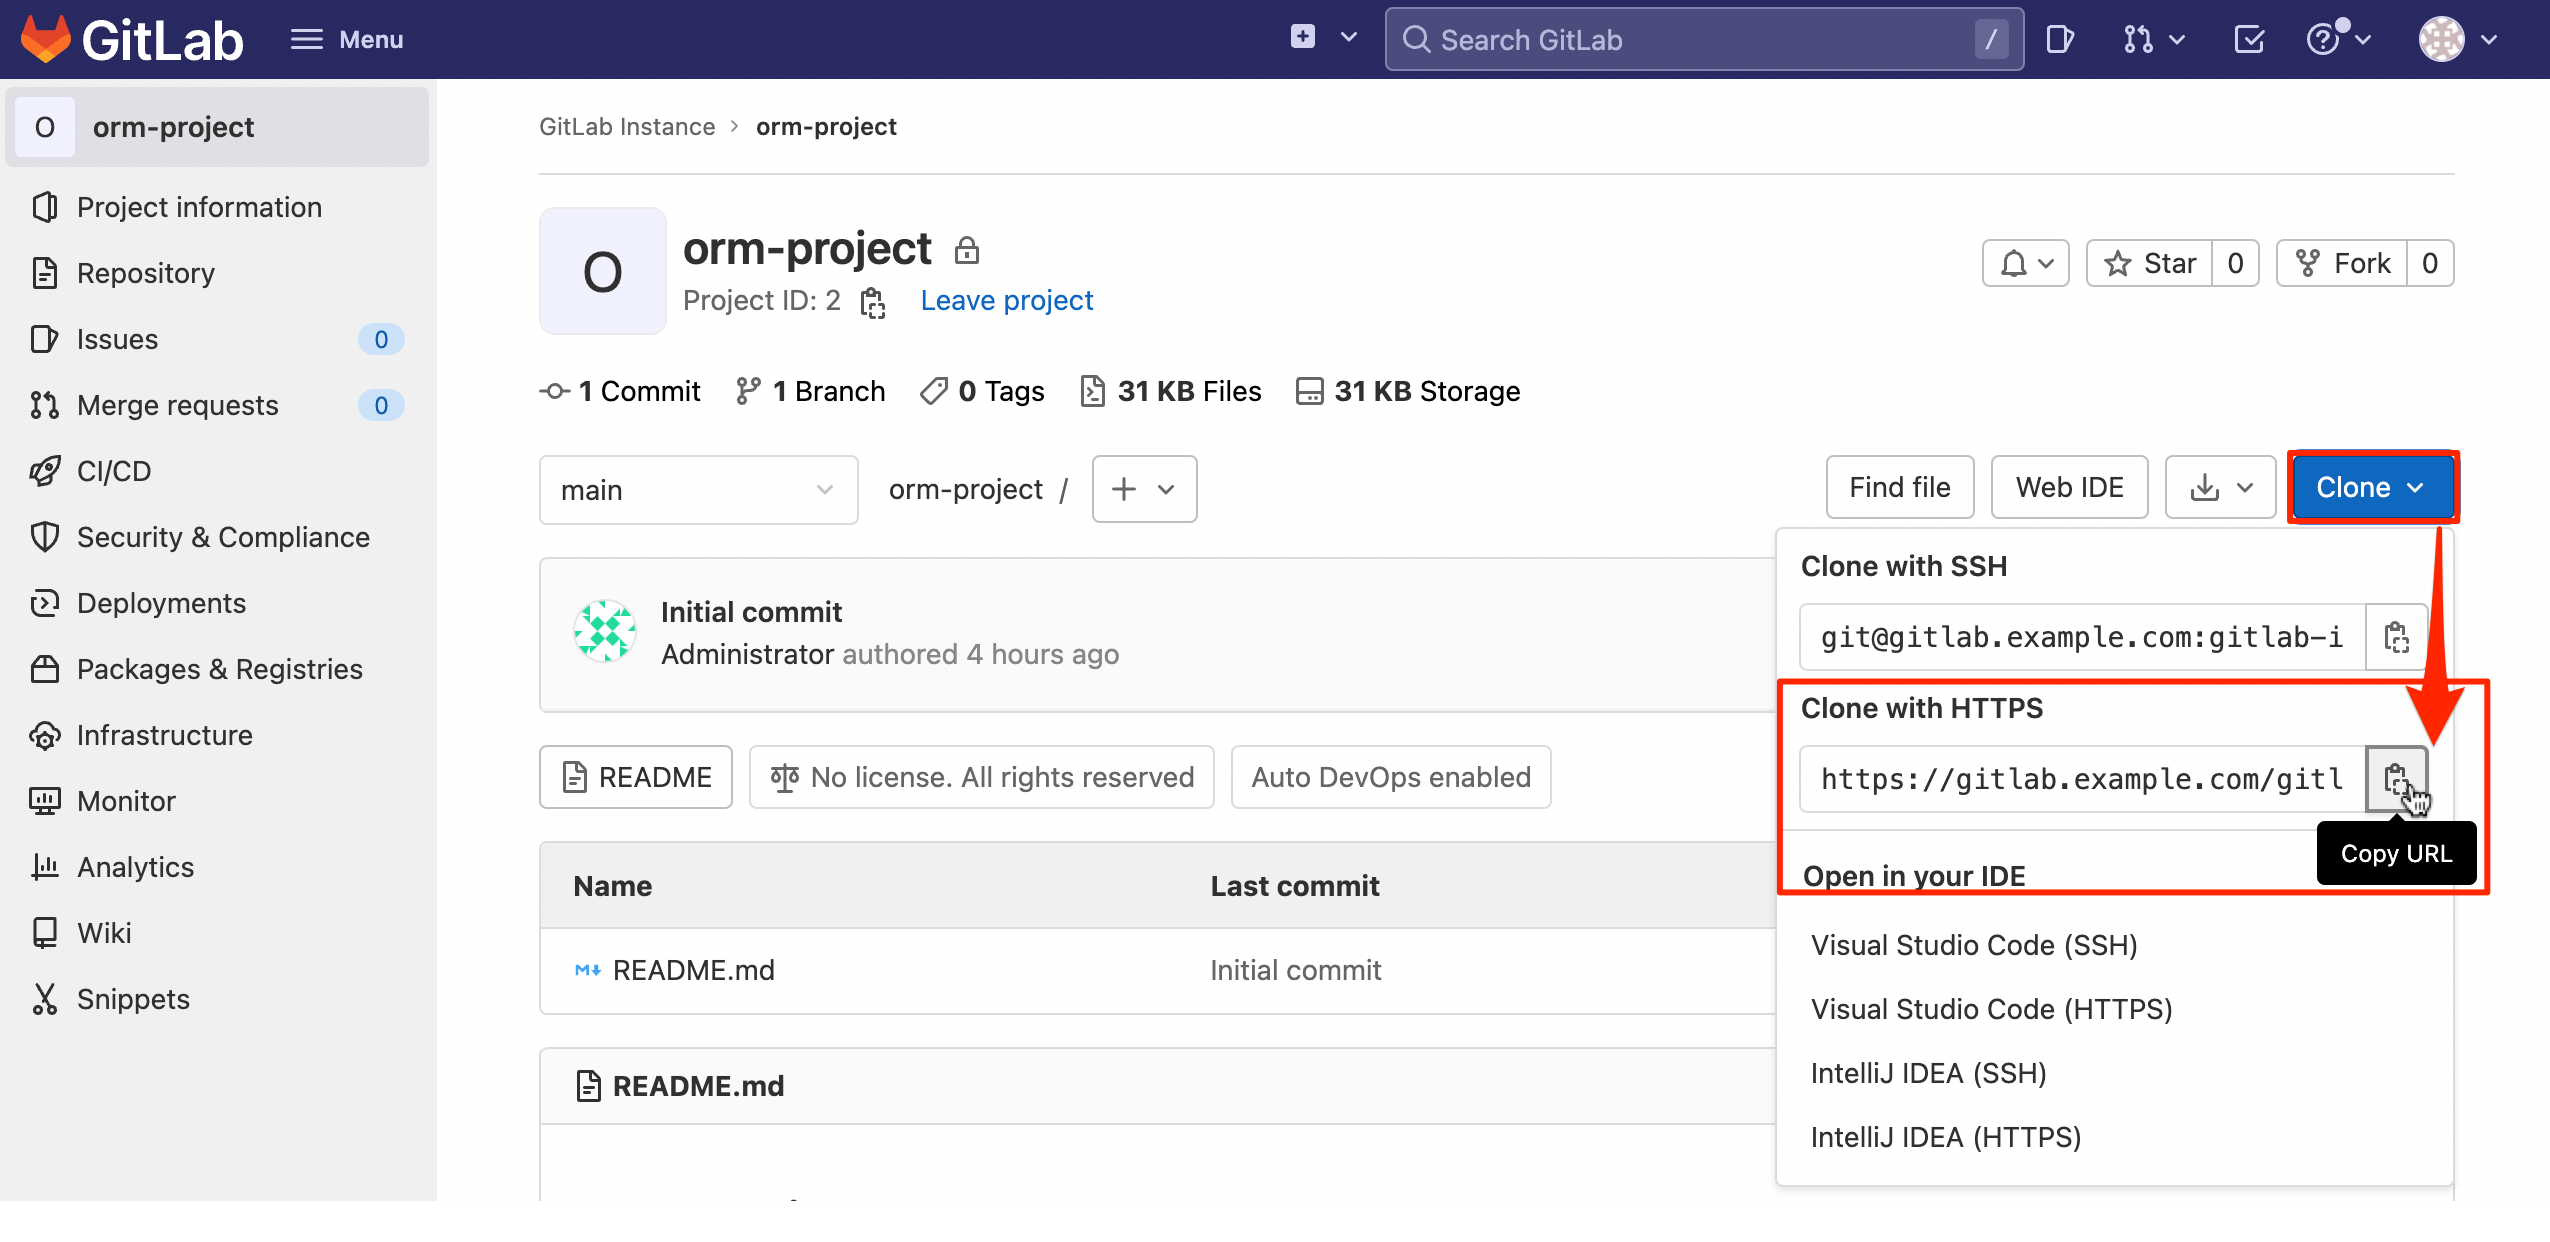 GitLab
Menu
Search GitLab
/
O orm-project
Project information
Repository
Issues 0
Merge requests 0
CI/CD
Security & Compliance
Deployments
Packages & Registries
Infrastructure
Monitor
Analytics
Wiki
Snippets
GitLab Instance › orm-project
O
orm-project
Project ID: 2 Leave project
Star 0
Fork 0
1 Commit 1 Branch 0 Tags 31 KB Files 31 KB Storage
main orm-project / + Find file Web IDE Clone
Initial commit
Administrator authored 4 hours ago
README No license. All rights reserved Auto DevOps enabled
Name Last commit
README.md Initial commit
README.md
Clone with SSH
git@gitlab.example.com:gitlab-i
Clone with HTTPS
https://gitlab.example.com/gitl
Copy URL
Open in your IDE
Visual Studio Code (SSH)
Visual Studio Code (HTTPS)
IntelliJ IDEA (SSH)
IntelliJ IDEA (HTTPS)